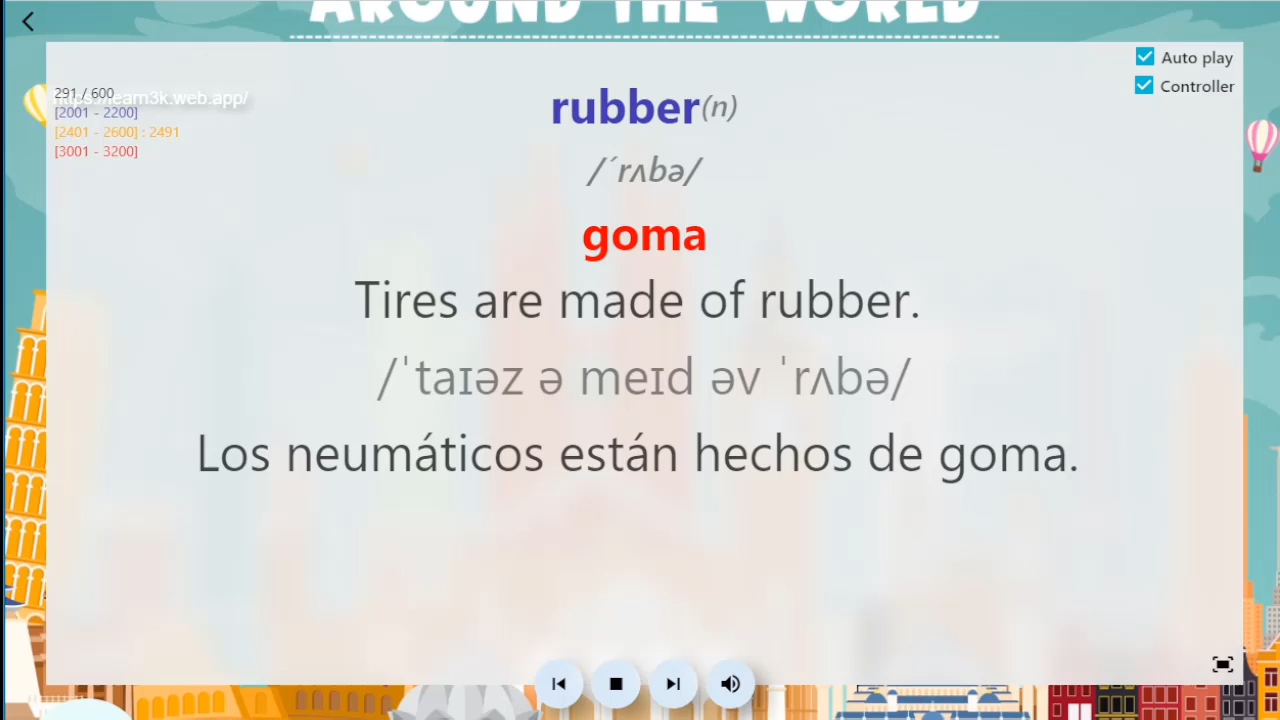 AROUND THE WORLD
Auto play
Controller
291 / 600
https://learn3k.web.app/
[2001 - 2200]
[2401 - 2600] : 2491
[3001 - 3200]
rubber(n)
/ˊrʌbə/
goma
Tires are made of rubber.
/ˈtaɪəz ə meɪd əv ˈrʌbə/
Los neumáticos están hechos de goma.